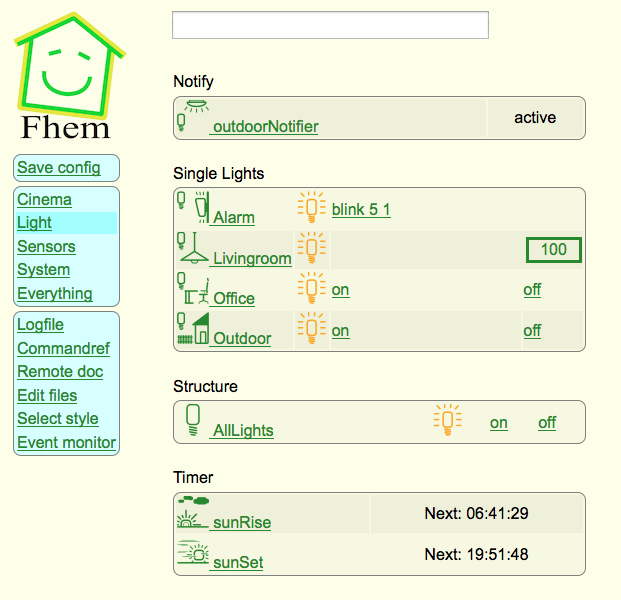 Fhem
Save config
Cinema
Light
Sensors
System
Everything
Logfile
Commandref
Remote doc
Edit files
Select style
Event monitor
Notify
outdoorNotifier active
Single Lights
Alarm blink 5 1
Livingroom 100
Office on off
Outdoor on off
Structure
AllLights on off
Timer
sunRise Next: 06:41:29
sunSet Next: 19:51:48